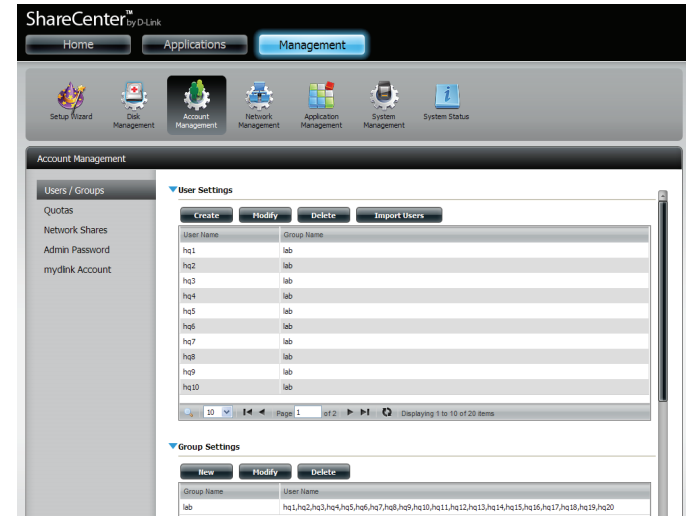 ShareCenter™ by D-Link
Home Applications Management
Setup Wizard Disk Management Account Management Network Management Application Management System Management System Status
Account Management
Users / Groups
Quotas
Network Shares
Admin Password
mydlink Account
User Settings
Create Modify Delete Import Users
User Name Group Name
hq1 lab
hq2 lab
hq3 lab
hq4 lab
hq5 lab
hq6 lab
hq7 lab
hq8 lab
hq9 lab
hq10 lab
10 Page 1 of 2 Displaying 1 to 10 of 20 items
Group Settings
New Modify Delete
Group Name User Name
lab hq1,hq2,hq3,hq4,hq5,hq6,hq7,hq8,hq9,hq10,hq11,hq12,hq13,hq14,hq15,hq16,hq17,hq18,hq19,hq20